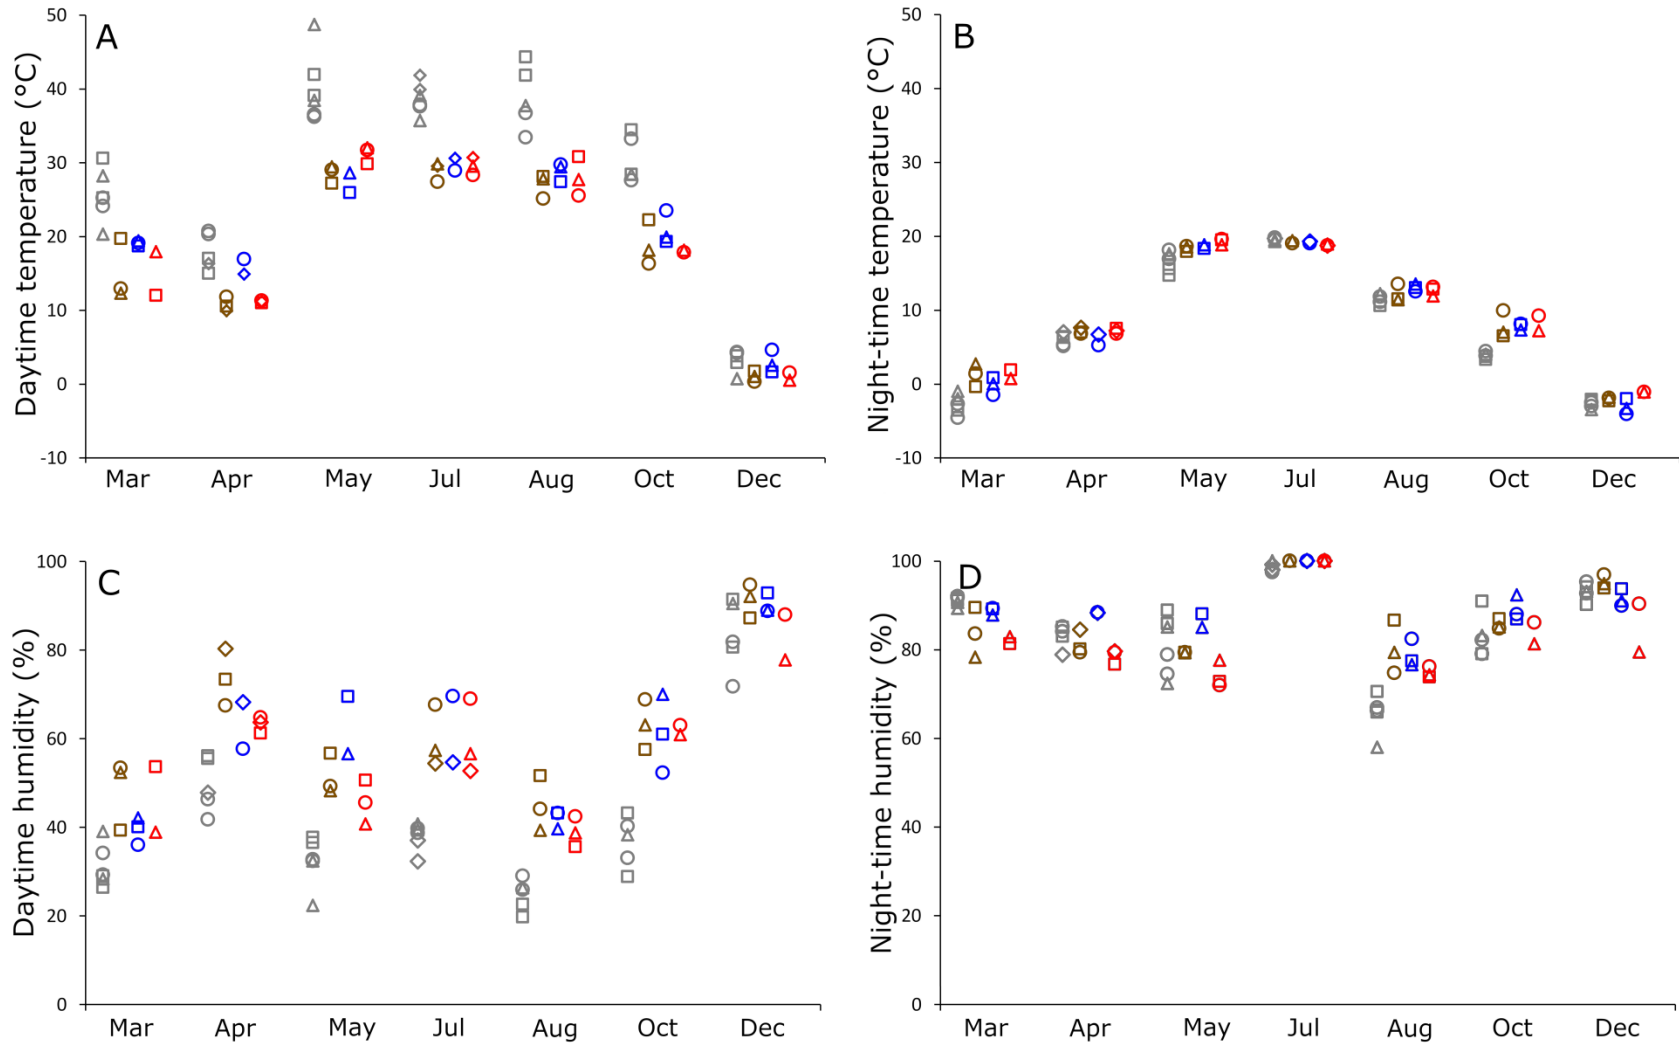 A
Daytime temperature (°C)
50
40
30
20
10
0
-10
Mar Apr May Jul Aug Oct Dec
B
Night-time temperature (°C)
50
40
30
20
10
0
-10
Mar Apr May Jul Aug Oct Dec
C
Daytime humidity (%)
100
80
60
40
20
0
Mar Apr May Jul Aug Oct Dec
D
Night-time humidity (%)
100
80
60
40
20
0
Mar Apr May Jul Aug Oct Dec